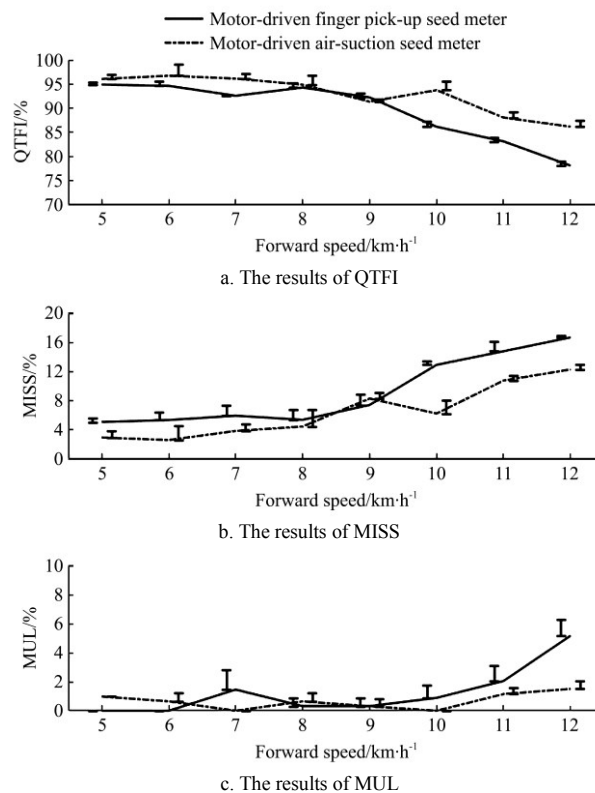 Motor-driven finger pick-up seed meter
Motor-driven air-suction seed meter
QTFI/%
100
95
90
85
80
75
70
5 6 7 8 9 10 11 12
Forward speed/km·h⁻¹
a. The results of QTFI
MISS/%
20
16
12
8
4
0
5 6 7 8 9 10 11 12
Forward speed/km·h⁻¹
b. The results of MISS
MUL/%
10
8
6
4
2
0
5 6 7 8 9 10 11 12
Forward speed/km·h⁻¹
c. The results of MUL